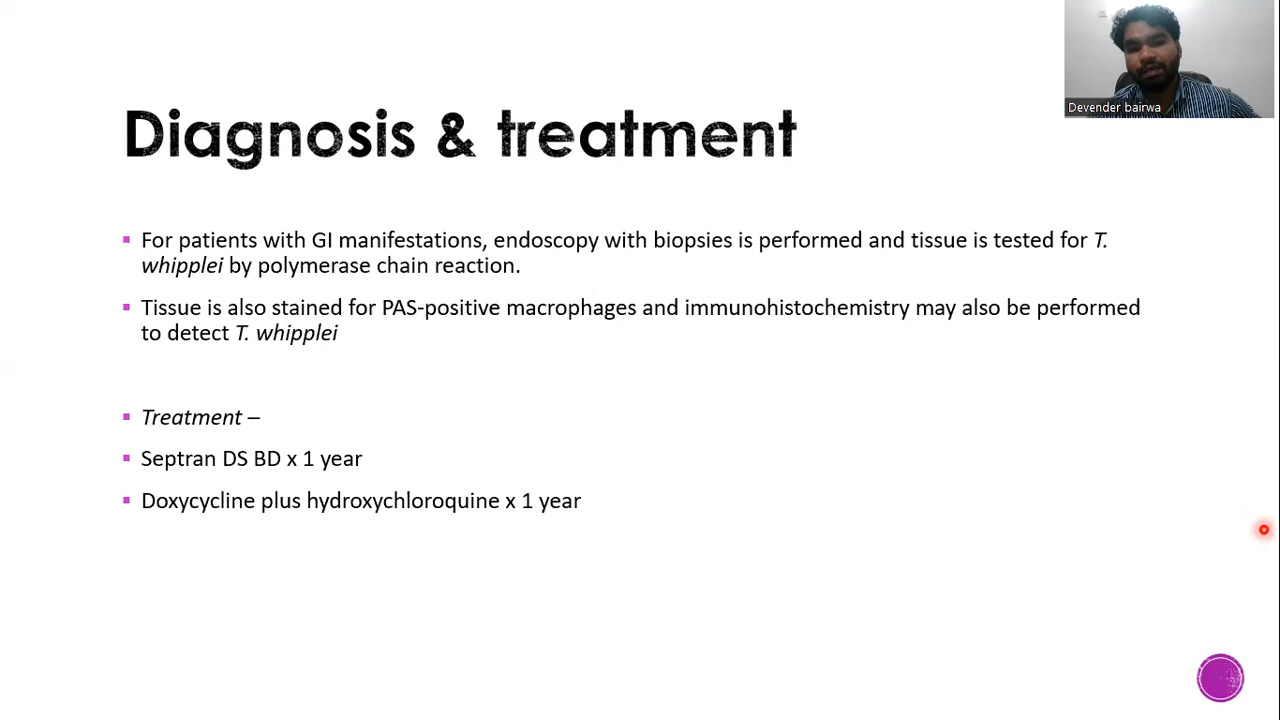 Devender bairwa
Diagnosis & treatment
▪ For patients with GI manifestations, endoscopy with biopsies is performed and tissue is tested for T.
whipplei by polymerase chain reaction.
▪ Tissue is also stained for PAS-positive macrophages and immunohistochemistry may also be performed
to detect T. whipplei
▪ Treatment –
▪ Septran DS BD x 1 year
▪ Doxycycline plus hydroxychloroquine x 1 year